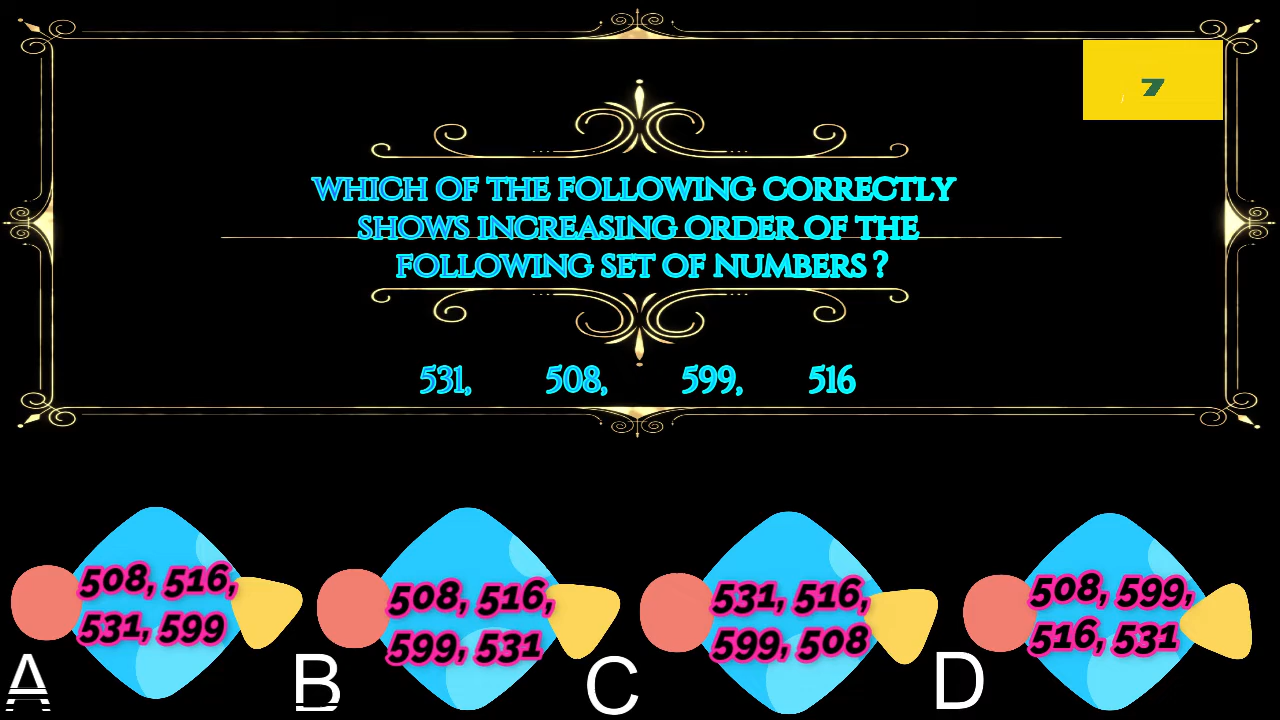 7
WHICH OF THE FOLLOWING CORRECTLY
SHOWS INCREASING ORDER OF THE
FOLLOWING SET OF NUMBERS ?
531, 508, 599, 516
508, 516,
531, 599
A
508, 516,
599, 531
B
531, 516,
599, 508
C
508, 599,
516, 531
D